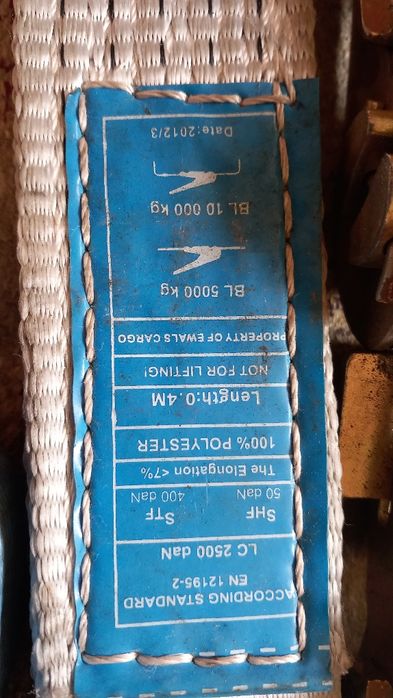 ACCORDING STANDARD
EN 12195-2
LC 2500 daN
SHF STF
50 daN 400 daN
The Elongation <7%
100% POLYESTER
Length:0.4M
NOT FOR LIFTING!
PROPERTY OF EWALS CARGO
BL 5000 kg
BL 10 000 kg
Date:2012/3